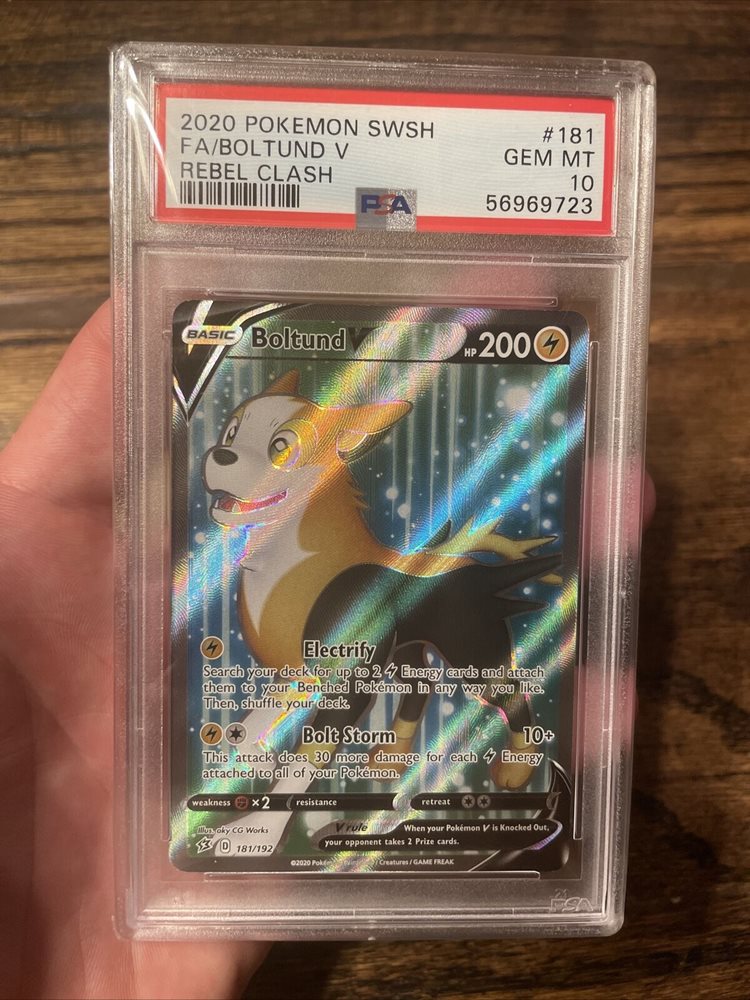 2020 POKEMON SWSH #181
FA/BOLTUND V GEM MT
REBEL CLASH 10
PSA 56969723
BASIC Boltund V HP 200
Electrify
Search your deck for up to 2 Energy cards and attach
them to your Benched Pokémon in any way you like.
Then, shuffle your deck.
Bolt Storm 10+
This attack does 30 more damage for each Energy
attached to all of your Pokémon.
weakness ×2 resistance retreat
V rule When your Pokémon V is Knocked Out,
your opponent takes 2 Prize cards.
Illus. aky CG Works
D 181/192
©2020 Pokémon / Nintendo / Creatures / GAME FREAK
PSA